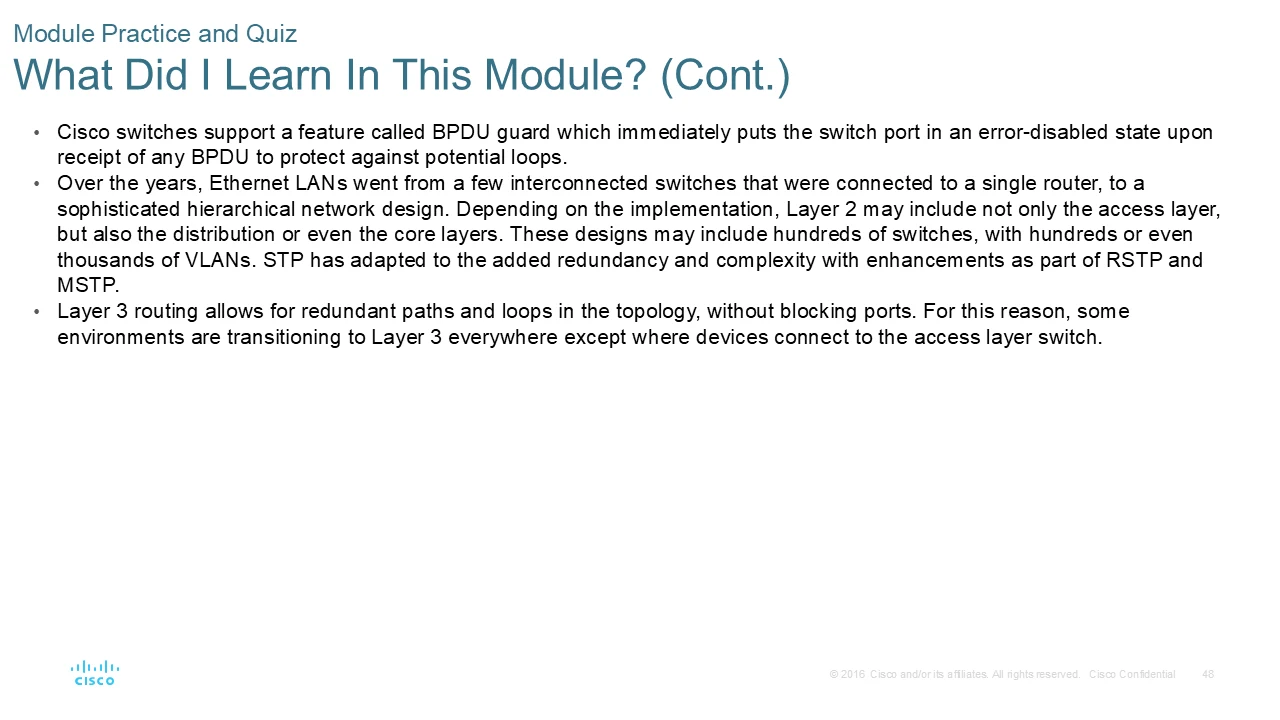 Module Practice and Quiz
What Did I Learn In This Module? (Cont.)
• Cisco switches support a feature called BPDU guard which immediately puts the switch port in an error-disabled state upon
receipt of any BPDU to protect against potential loops.
• Over the years, Ethernet LANs went from a few interconnected switches that were connected to a single router, to a
sophisticated hierarchical network design. Depending on the implementation, Layer 2 may include not only the access layer,
but also the distribution or even the core layers. These designs may include hundreds of switches, with hundreds or even
thousands of VLANs. STP has adapted to the added redundancy and complexity with enhancements as part of RSTP and
MSTP.
• Layer 3 routing allows for redundant paths and loops in the topology, without blocking ports. For this reason, some
environments are transitioning to Layer 3 everywhere except where devices connect to the access layer switch.
CISCO
© 2016 Cisco and/or its affiliates. All rights reserved. Cisco Confidential 48